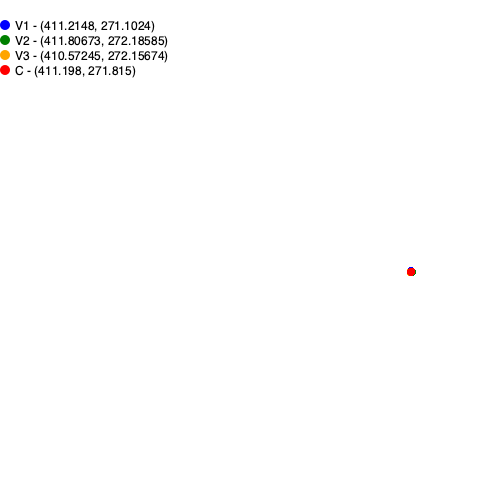 V1 - (411.2148, 271.1024)
V2 - (411.80673, 272.18585)
V3 - (410.57245, 272.15674)
C - (411.198, 271.815)